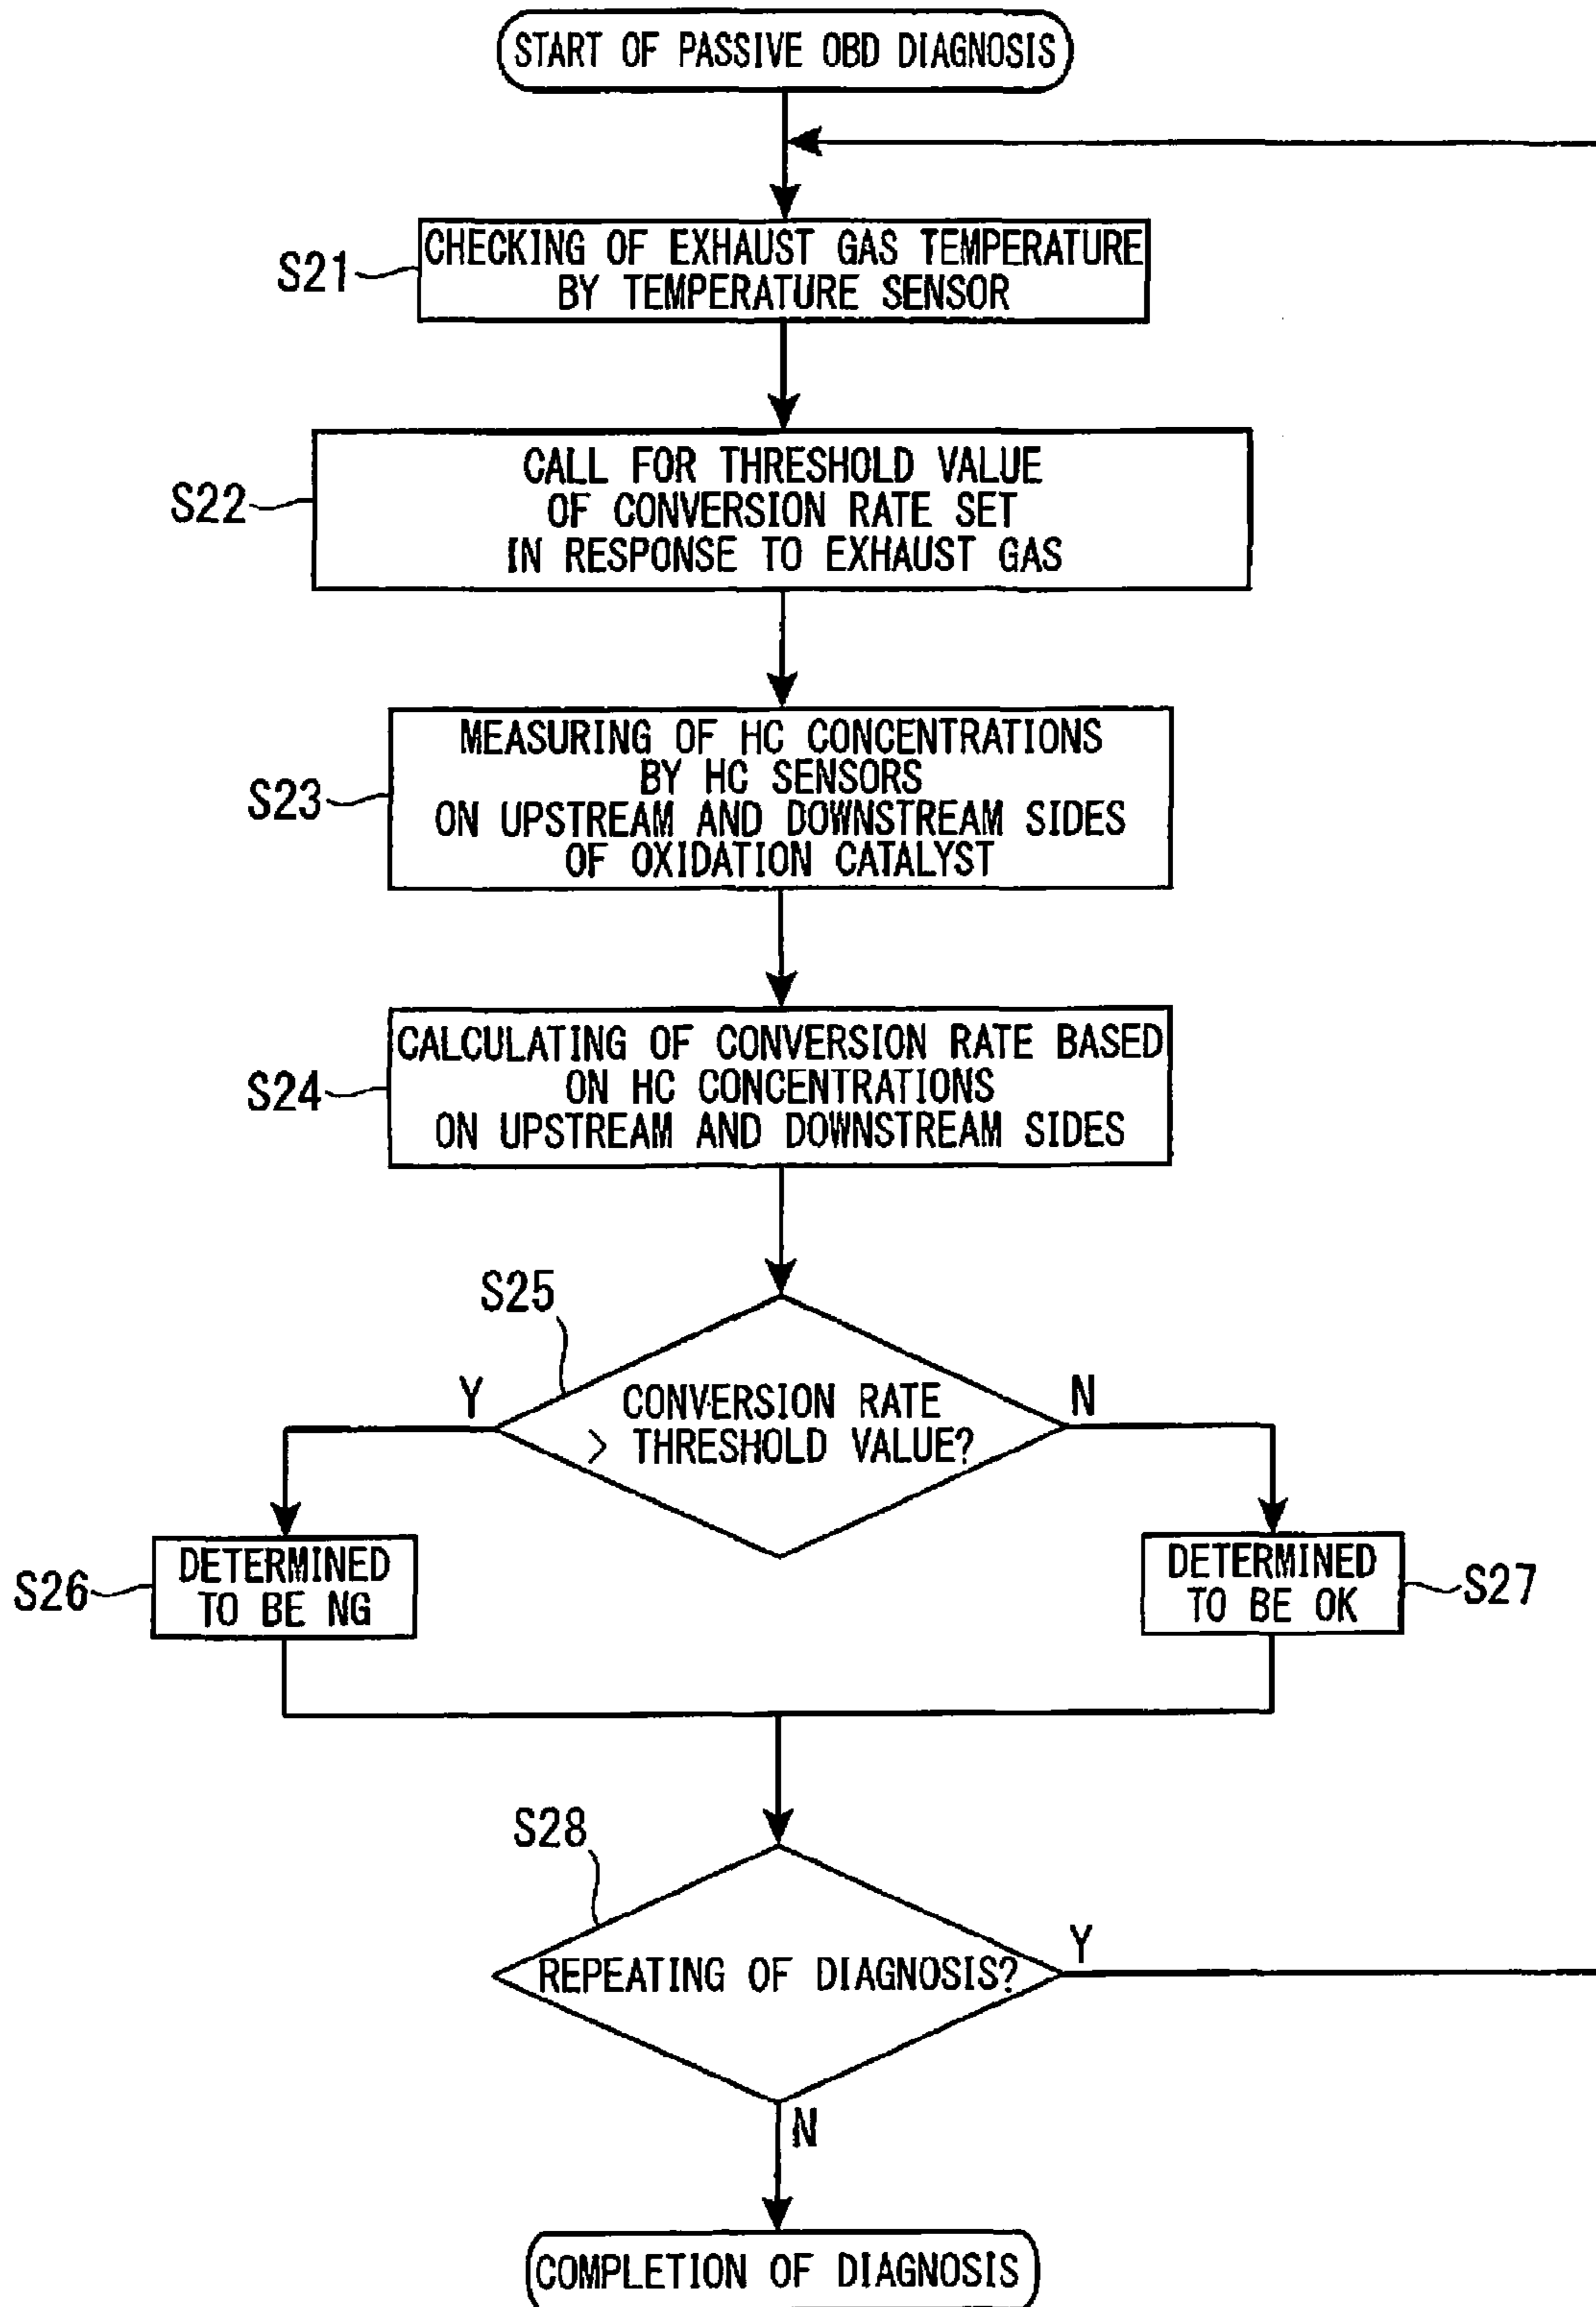 START OF PASSIVE OBD DIAGNOSIS
S21
CHECKING OF EXHAUST GAS TEMPERATURE
BY TEMPERATURE SENSOR
S22
CALL FOR THRESHOLD VALUE
OF CONVERSION RATE SET
IN RESPONSE TO EXHAUST GAS
S23
MEASURING OF HC CONCENTRATIONS
BY HC SENSORS
ON UPSTREAM AND DOWNSTREAM SIDES
OF OXIDATION CATALYST
S24
CALCULATING OF CONVERSION RATE BASED
ON HC CONCENTRATIONS
ON UPSTREAM AND DOWNSTREAM SIDES
S25
Y
CONVERSION RATE
> THRESHOLD VALUE?
N
S26
DETERMINED
TO BE NG
DETERMINED
TO BE OK
S27
S28
REPEATING OF DIAGNOSIS?
Y
N
COMPLETION OF DIAGNOSIS